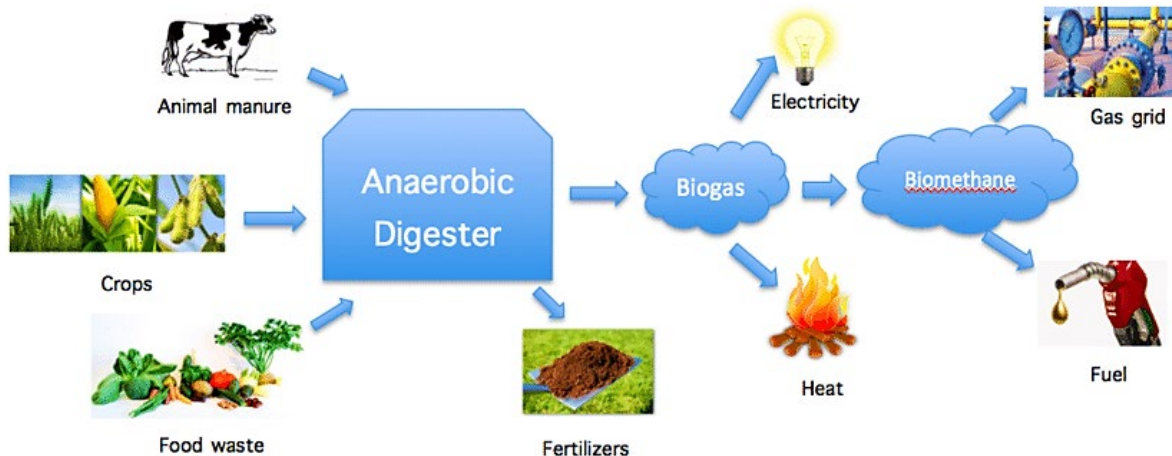 Animal manure
Crops
Food waste
Anaerobic
Digester
Fertilizers
Biogas
Electricity
Heat
Biomethane
Gas grid
Fuel